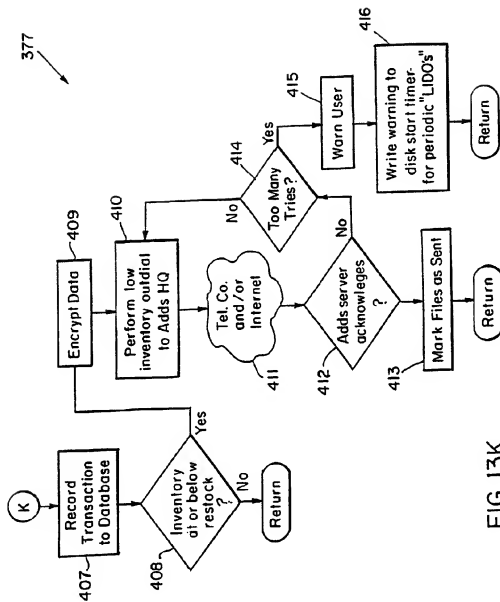 377
K
Record
Transaction
to Database
407
Inventory
at or below
restock
?
408
Yes
No
Return
Encrypt Data
409
Perform low
inventory outdial
to Adds HQ
410
Tel. Co.
and/or
Internet
411
Adds server
acknowleges
?
412
No
Mark Files as Sent
413
Return
Too Many
Tries?
414
No
Yes
Warn User
415
Write warning to
disk start timer-
for periodic "LIDO's"
416
Return
FIG. 13K